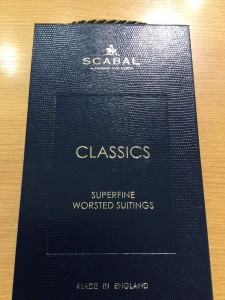 SCABAL
CLASSICS
SUPERFINE
WORSTED SUITINGS
MADE IN ENGLAND